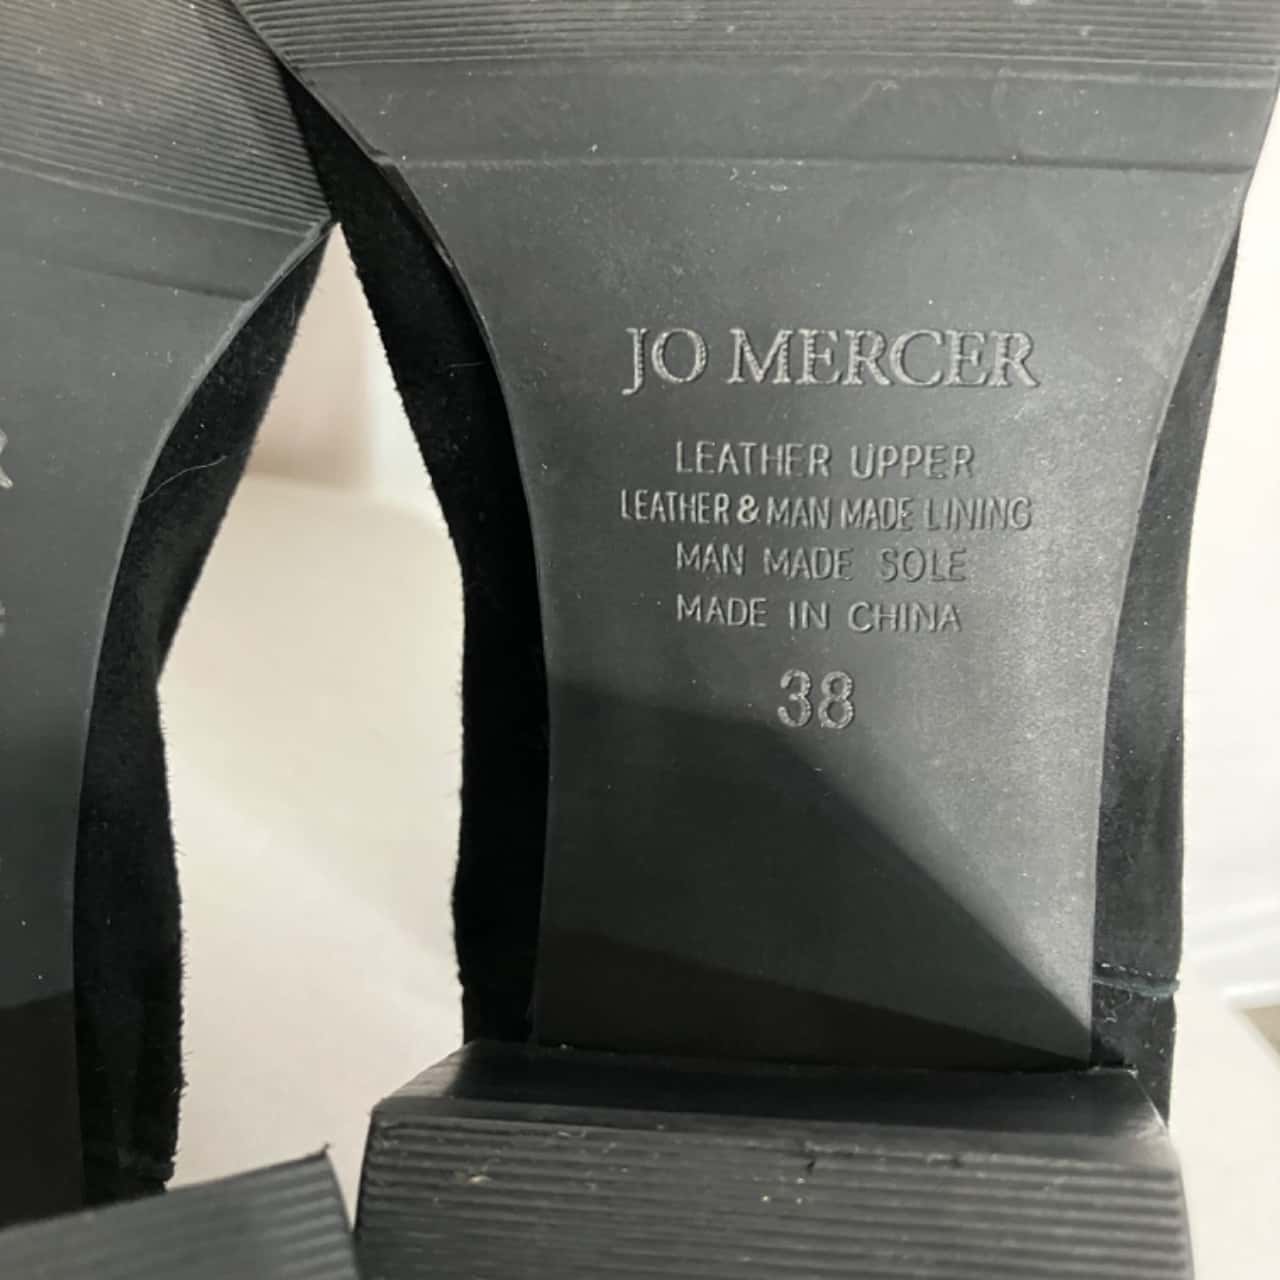 JO MERCER
LEATHER UPPER
LEATHER & MAN MADE LINING
MAN MADE SOLE
MADE IN CHINA
38